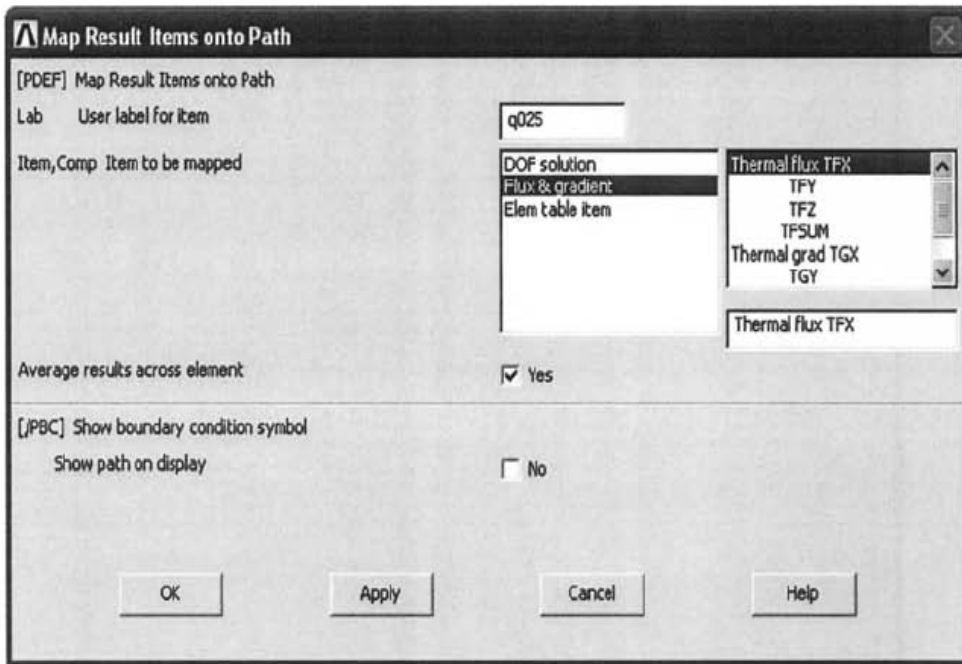 Map Result Items onto Path
[PDEF] Map Result Items onto Path
Lab User label for item
q025
Item,Comp Item to be mapped
DOF solution
Flux & gradient
Elem table item
Thermal flux TFX
TFY
TFZ
TFSUM
Thermal grad TGX
TGY
Thermal flux TFX
Average results across element
Yes
[/PBC] Show boundary condition symbol
Show path on display
No
OK
Apply
Cancel
Help